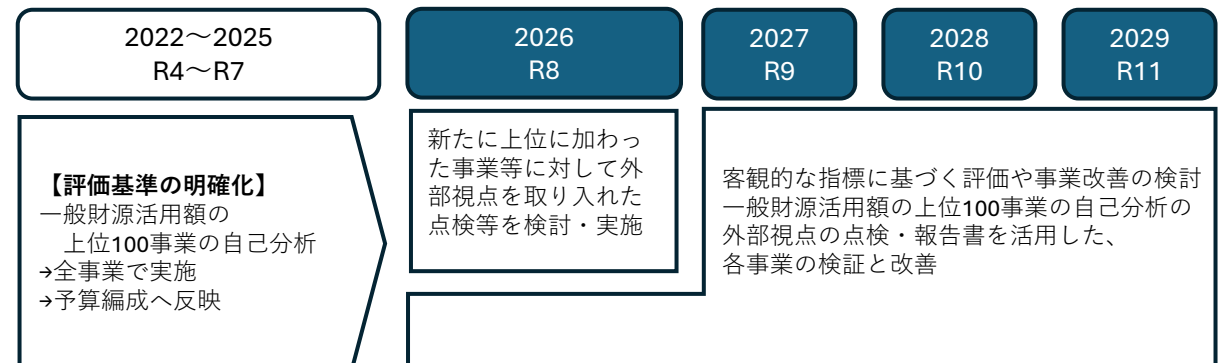 2022～2025
R4～R7
2026
R8
2027
R9
2028
R10
2029
R11
【評価基準の明確化】
一般財源活用額の
上位100事業の自己分析
→全事業で実施
→予算編成へ反映
新たに上位に加わっ
た事業等に対して外
部視点を取り入れた
点検等を検討・実施
客観的な指標に基づく評価や事業改善の検討
一般財源活用額の上位100事業の自己分析の
外部視点の点検・報告書を活用した、
各事業の検証と改善